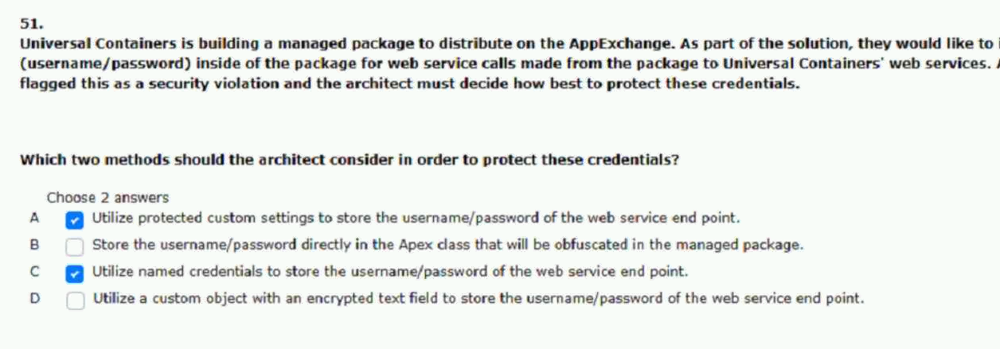 51.
Universal Containers is building a managed package to distribute on the AppExchange. As part of the solution, they would like to
(username/password) inside of the package for web service calls made from the package to Universal Containers' web services.
flagged this as a security violation and the architect must decide how best to protect these credentials.
Which two methods should the architect consider in order to protect these credentials?
Choose 2 answers
A Utilize protected custom settings to store the username/password of the web service end point.
B Store the username/password directly in the Apex class that will be obfuscated in the managed package.
C Utilize named credentials to store the username/password of the web service end point.
D Utilize a custom object with an encrypted text field to store the username/password of the web service end point.